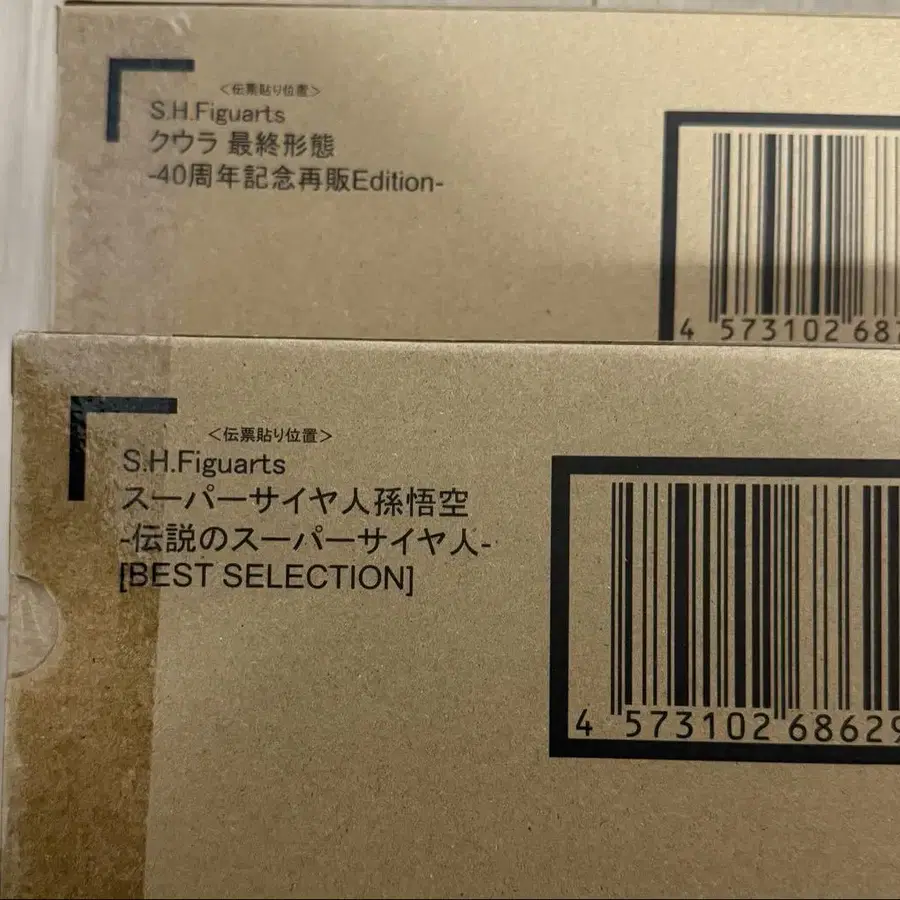 <伝票貼り位置>
S.H.Figuarts
クウラ 最終形態
-40周年記念再販Edition-
4 573102 68
<伝票貼り位置>
S.H.Figuarts
スーパーサイヤ人孫悟空
-伝説のスーパーサイヤ人-
[BEST SELECTION]
4 573102 68629